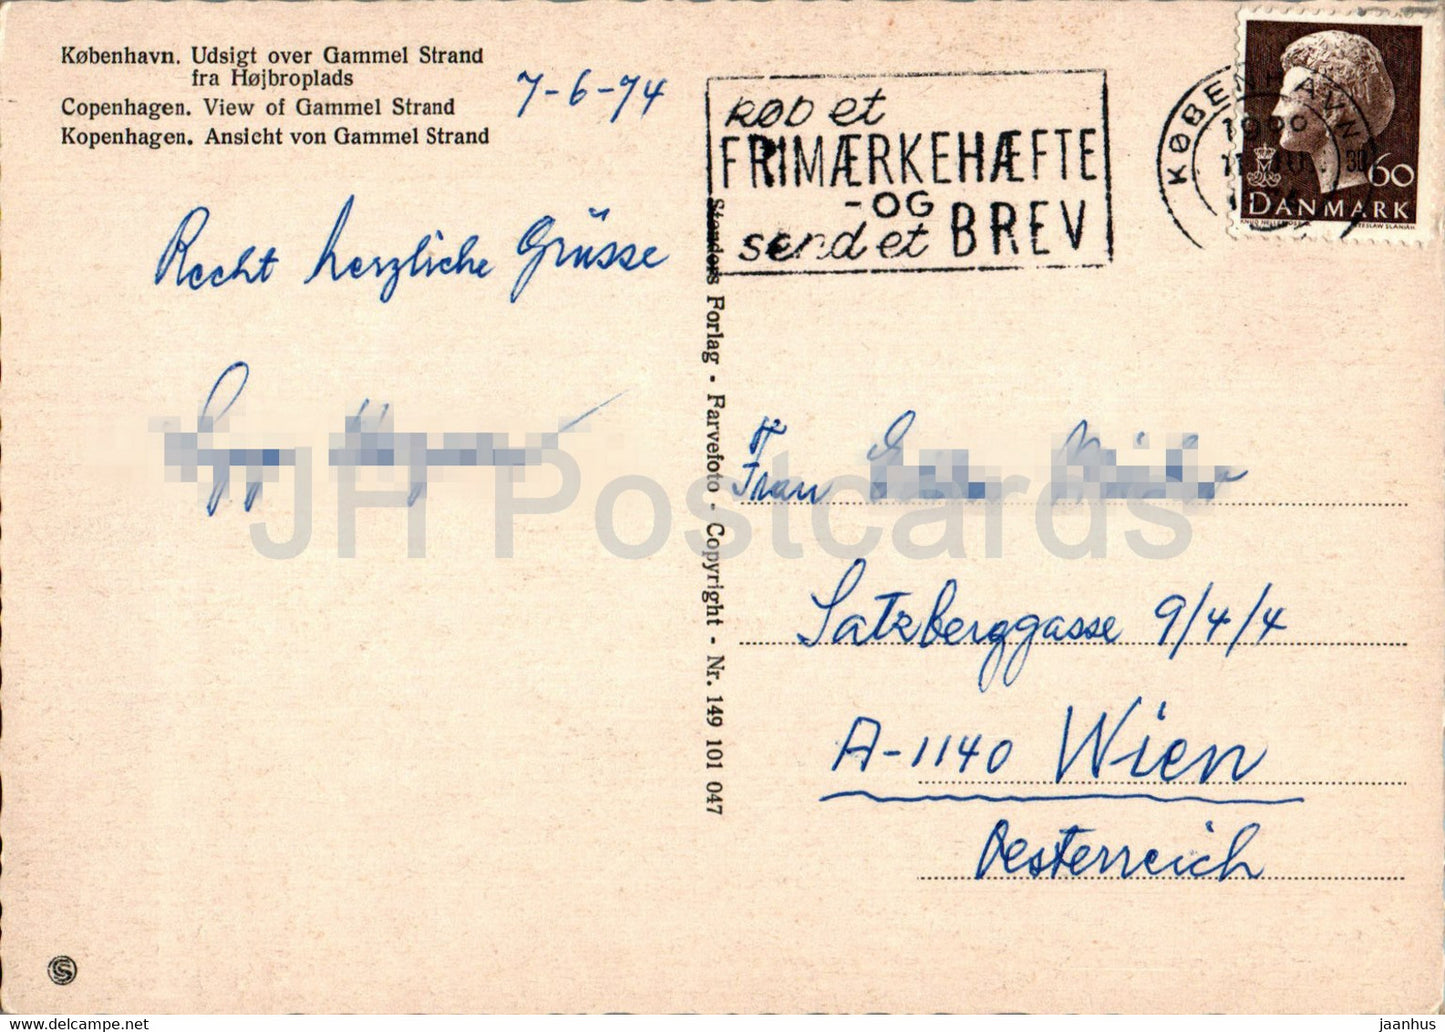 København. Udsigt over Gammel Strand
fra Højbroplads
Copenhagen. View of Gammel Strand
Kopenhagen. Ansicht von Gammel Strand
7-6-74
Recht herzliche Grüsse
KØB et
FRIMÆRKEHÆFTE
-OG
send et BREV
KØBENHAVN
30
60
DANMARK
Stenders Forlag - Farvefoto - Copyright - Nr. 149 101 047
JH Postcards
Frau
Satzberggasse 9/4/4
A-1140 Wien
Oesterreich
S
jaanhus